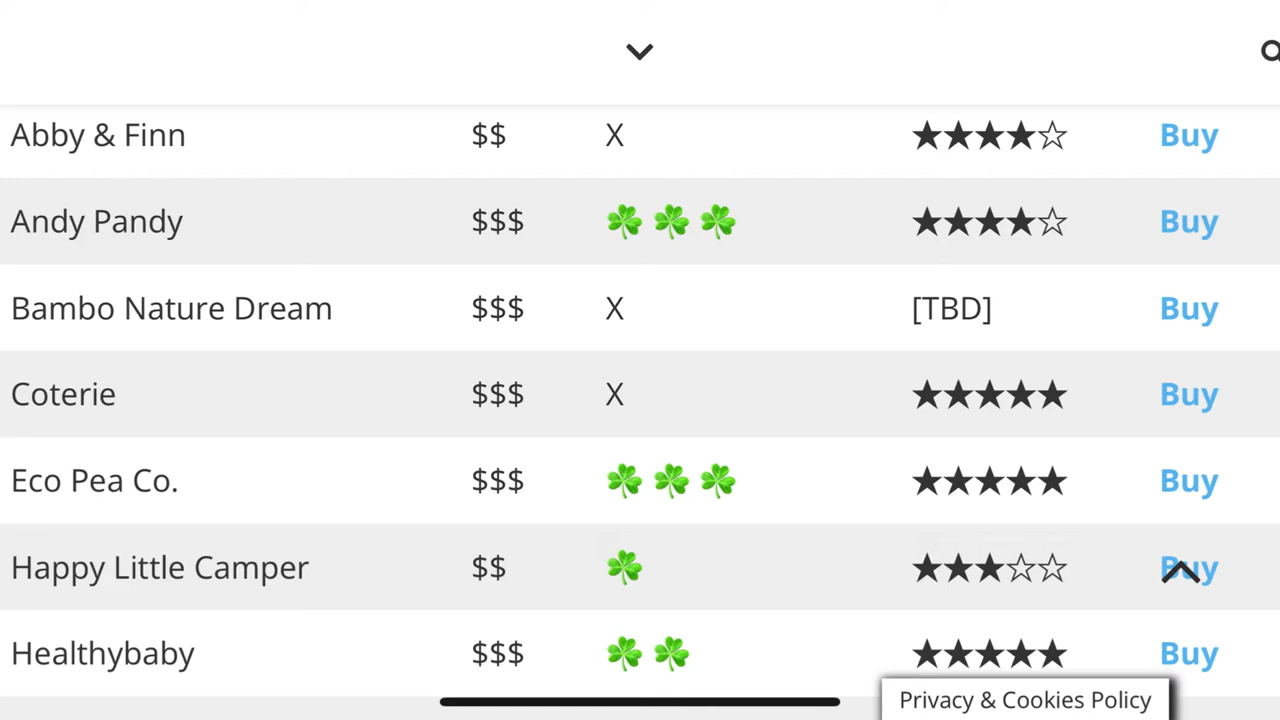 Abby & Finn $$ X ★★★★☆ Buy
Andy Pandy $$$ ☘️ ☘️ ☘️ ★★★★☆ Buy
Bambo Nature Dream $$$ X [TBD] Buy
Coterie $$$ X ★★★★★ Buy
Eco Pea Co. $$$ ☘️ ☘️ ☘️ ★★★★★ Buy
Happy Little Camper $$ ☘️ ★★★☆☆ Buy
Healthybaby $$$ ☘️ ☘️ ★★★★★ Buy
Privacy & Cookies Policy